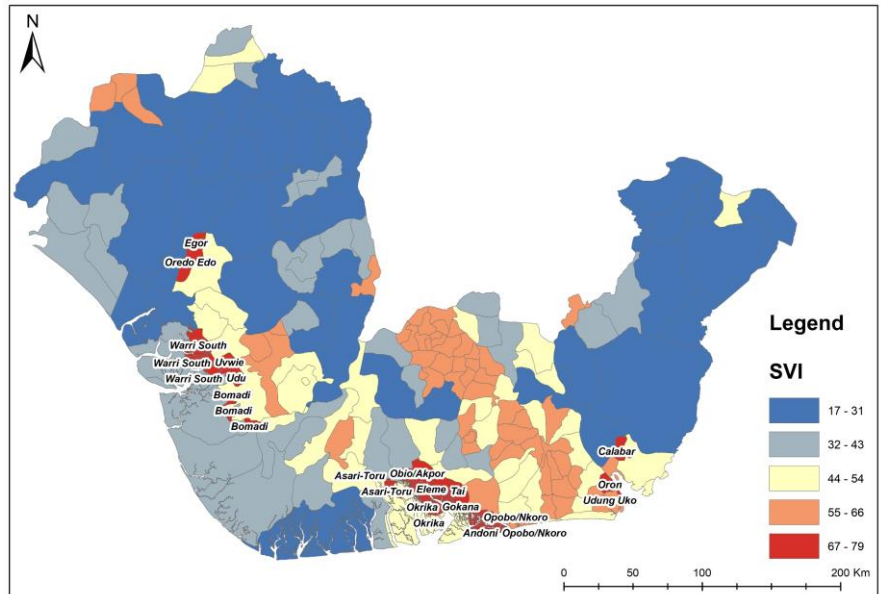 N
Egor
Oredo Edo
Warri South
Warri South Uvwie
Warri South Udu
Bomadi
Bomadi
Bomadi
Asari-Toru Obio/Akpor
Asari-Toru Eleme Tai
Okrika Gokana
Okrika
Opobo/Nkoro
Andoni Opobo/Nkoro
Calabar
Oron
Udung Uko
Legend
SVI
17 - 31
32 - 43
44 - 54
55 - 66
67 - 79
0 50 100 200 Km